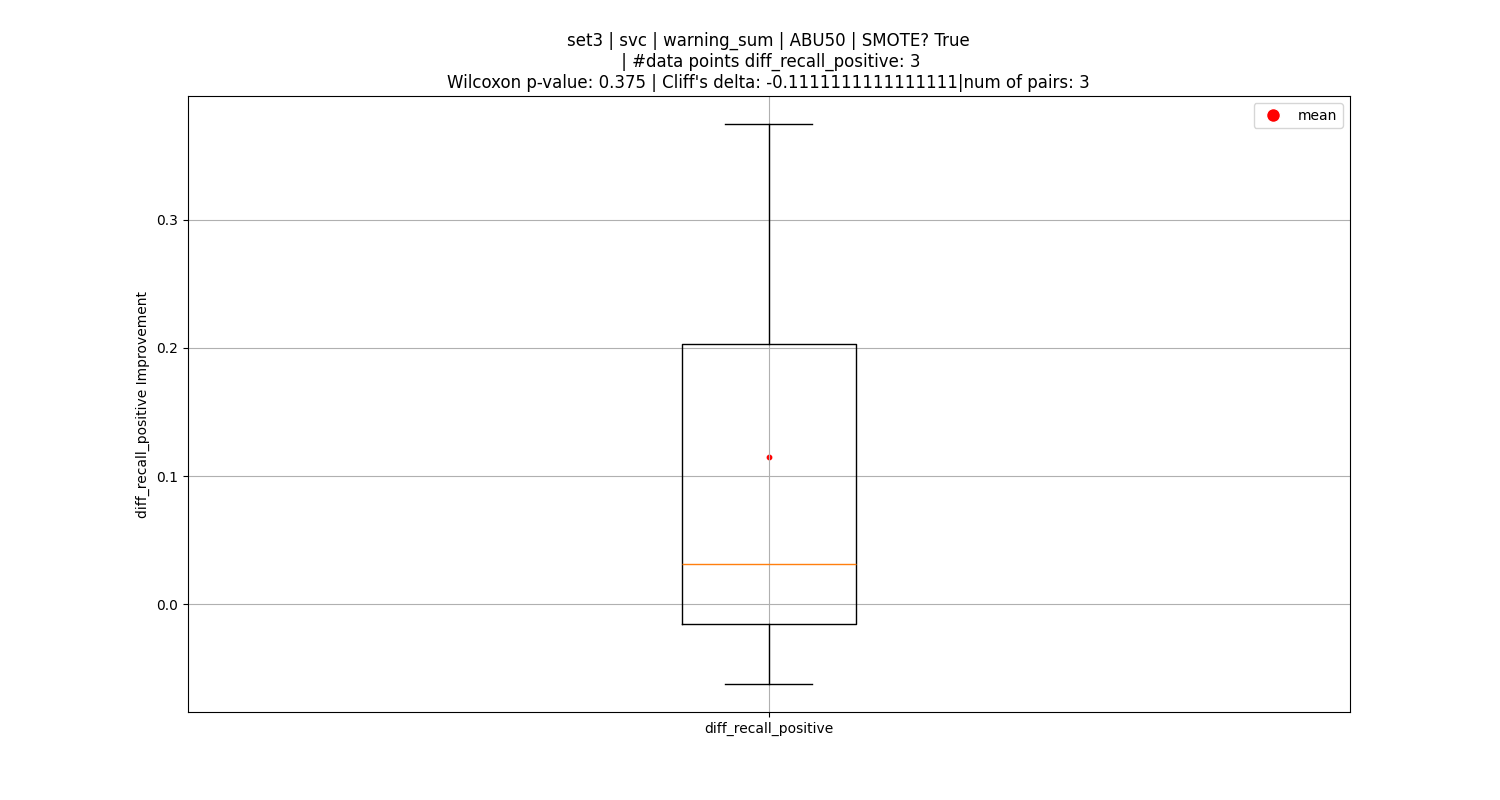 set3 | svc | warning_sum | ABU50 | SMOTE? True
| #data points diff_recall_positive: 3
Wilcoxon p-value: 0.375 | Cliff's delta: -0.1111111111111111|num of pairs: 3
mean
0.3
0.2
0.1
0.0
diff_recall_positive Improvement
diff_recall_positive